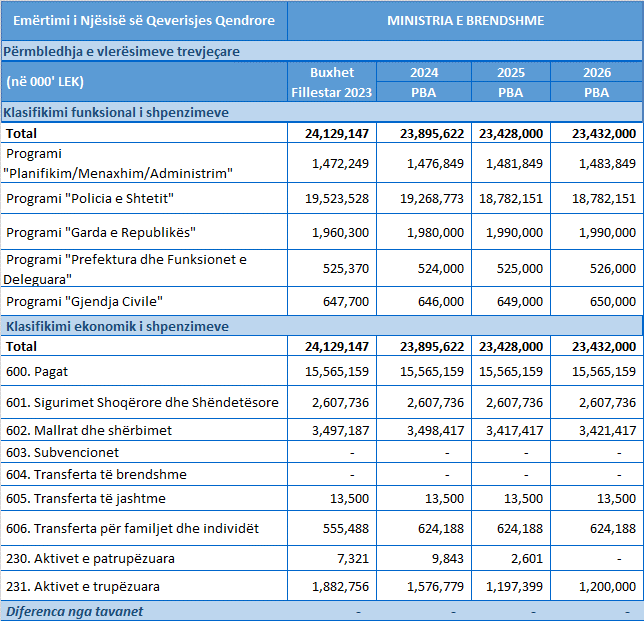 Emërtimi i Njësisë së Qeverisjes Qendrore MINISTRIA E BRENDSHME
Përmbledhja e vlerësimeve trevjeçare
(në 000' LEK) Buxhet Fillestar 2023 2024 PBA 2025 PBA 2026 PBA
Klasifikimi funksional i shpenzimeve
Total 24,129,147 23,895,622 23,428,000 23,432,000
Programi "Planifikim/Menaxhim/Administrim" 1,472,249 1,476,849 1,481,849 1,483,849
Programi "Policia e Shtetit" 19,523,528 19,268,773 18,782,151 18,782,151
Programi "Garda e Republikës" 1,960,300 1,980,000 1,990,000 1,990,000
Programi "Prefektura dhe Funksionet e Deleguara" 525,370 524,000 525,000 526,000
Programi "Gjendja Civile" 647,700 646,000 649,000 650,000
Klasifikimi ekonomik i shpenzimeve
Total 24,129,147 23,895,622 23,428,000 23,432,000
600. Pagat 15,565,159 15,565,159 15,565,159 15,565,159
601. Sigurimet Shoqërore dhe Shëndetësore 2,607,736 2,607,736 2,607,736 2,607,736
602. Mallrat dhe shërbimet 3,497,187 3,498,417 3,417,417 3,421,417
603. Subvencionet - - - -
604. Transferta të brendshme - - - -
605. Transferta të jashtme 13,500 13,500 13,500 13,500
606. Transferta për familjet dhe individët 555,488 624,188 624,188 624,188
230. Aktivet e patrupëzuara 7,321 9,843 2,601 -
231. Aktivet e trupëzuara 1,882,756 1,576,779 1,197,399 1,200,000
Diferenca nga tavanet - - - -